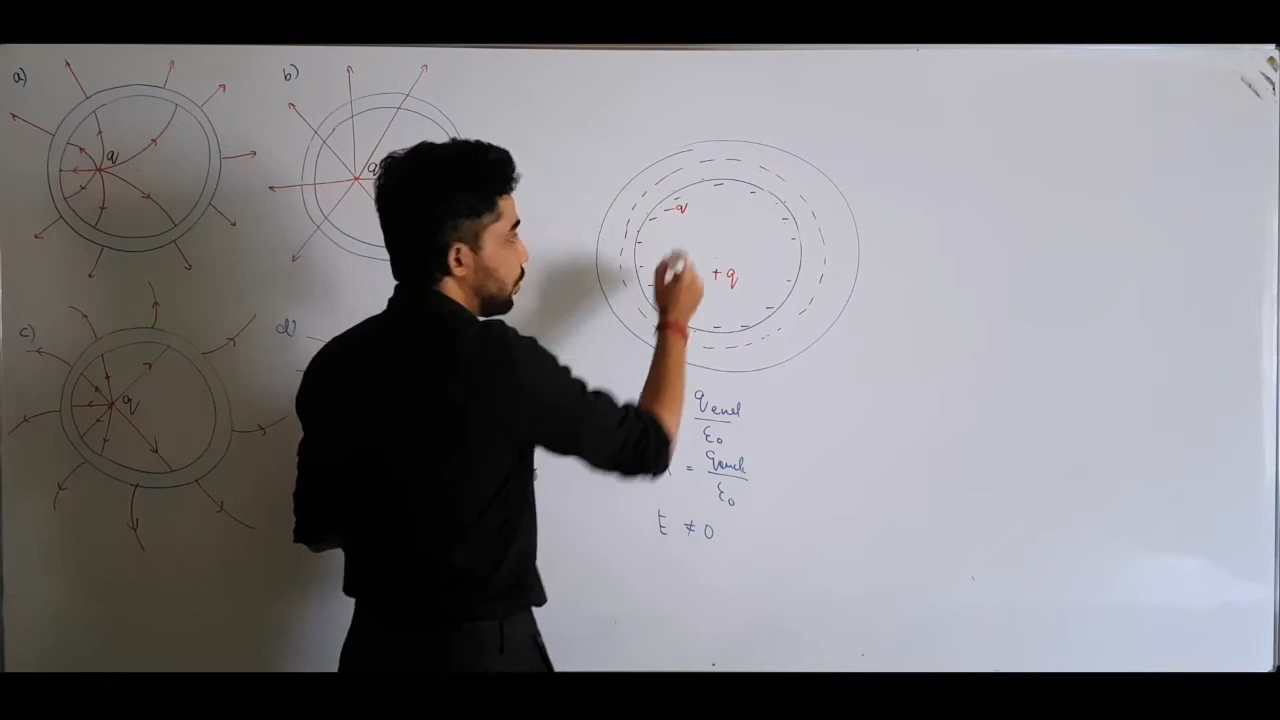 a)
q
b)
q
-q
+q
c)
q
d)
qencl
ε₀
=
qencl
ε₀
E ≠ 0